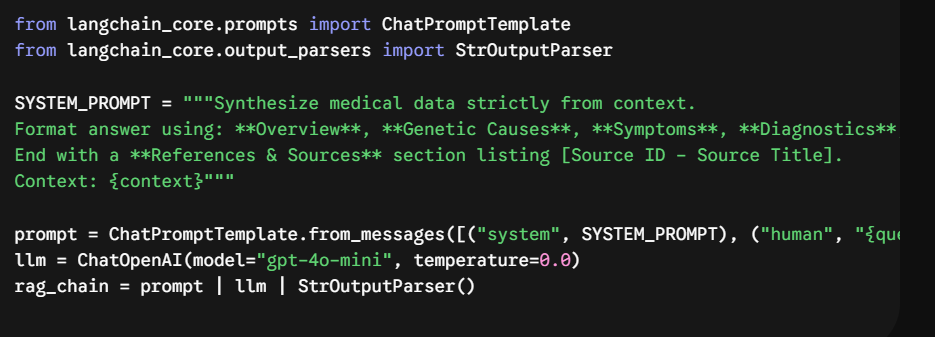 from langchain_core.prompts import ChatPromptTemplate
from langchain_core.output_parsers import StrOutputParser
SYSTEM_PROMPT = """Synthesize medical data strictly from context.
Format answer using: **Overview**, **Genetic Causes**, **Symptoms**, **Diagnostics**
End with a **References & Sources** section listing [Source ID - Source Title].
Context: {context}"""
prompt = ChatPromptTemplate.from_messages([("system", SYSTEM_PROMPT), ("human", "{que
llm = ChatOpenAI(model="gpt-4o-mini", temperature=0.0)
rag_chain = prompt | llm | StrOutputParser()